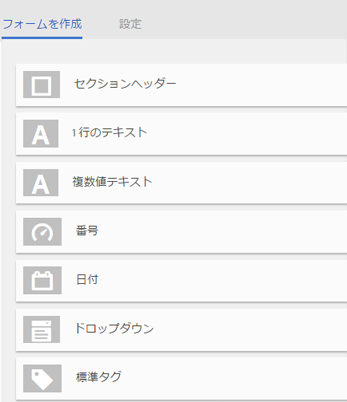 フォームを作成 設定
セクションヘッダー
1行のテキスト
複数値テキスト
番号
日付
ドロップダウン
標準タグ